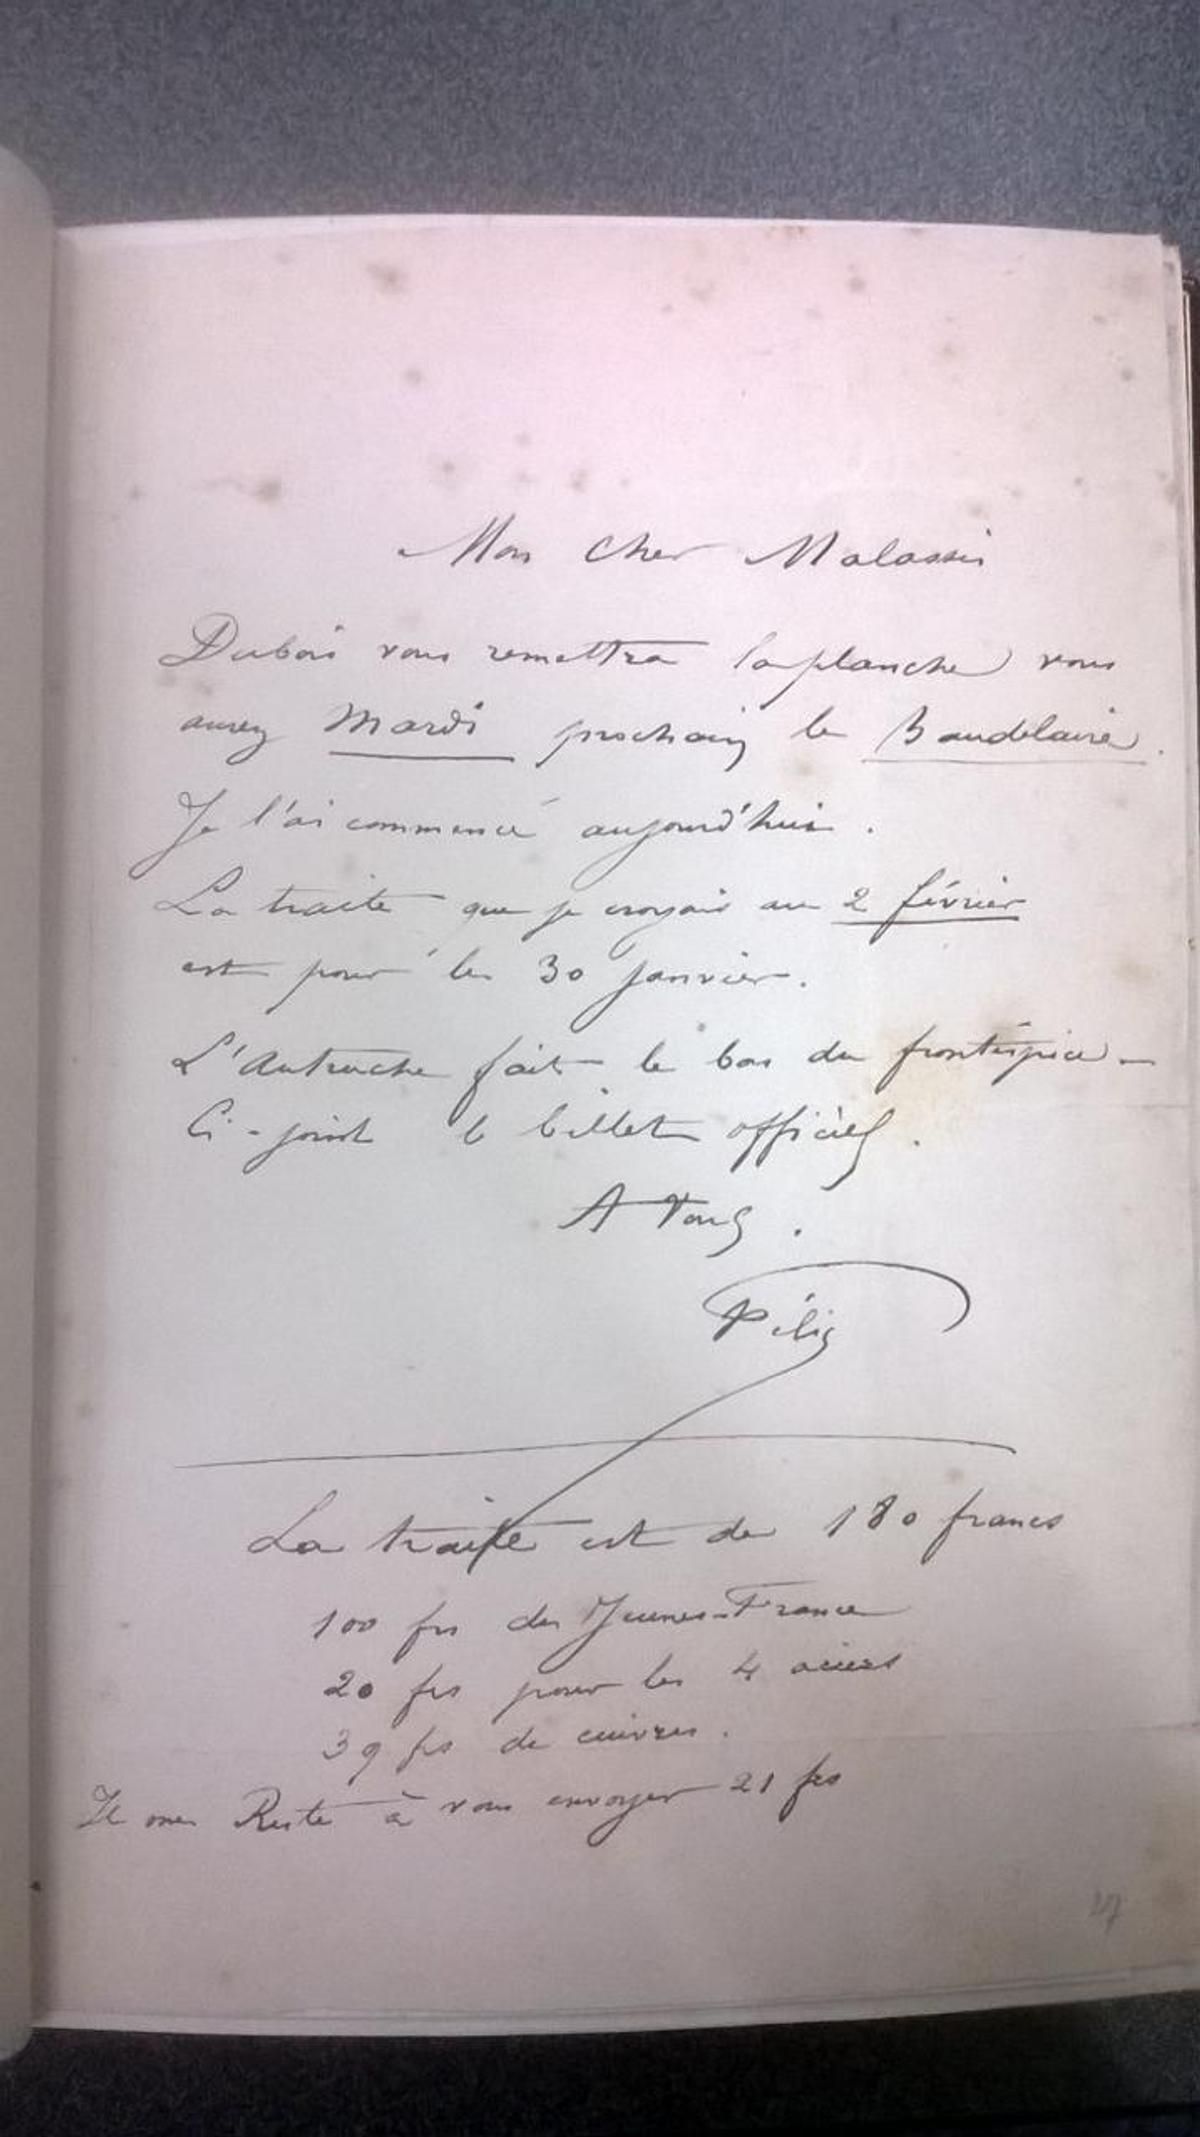 Mon Cher Malassis
Dubois vous remettra la planche vous
aurez Mardi prochain le Baudelaire.
Je l'ai commencé aujourd'hui.
La traite que je croyais au 2 février
est pour le 30 janvier.
L'Autruche fait le bas du frontispice —
Ci-joint le billet officiel.
A Vous.
Félis
La traite est de 180 francs
100 frs des Jeunes-France
20 frs pour les 4 aciers
39 frs de cuivres.
Il me Reste à vous envoyer 21 frs
27